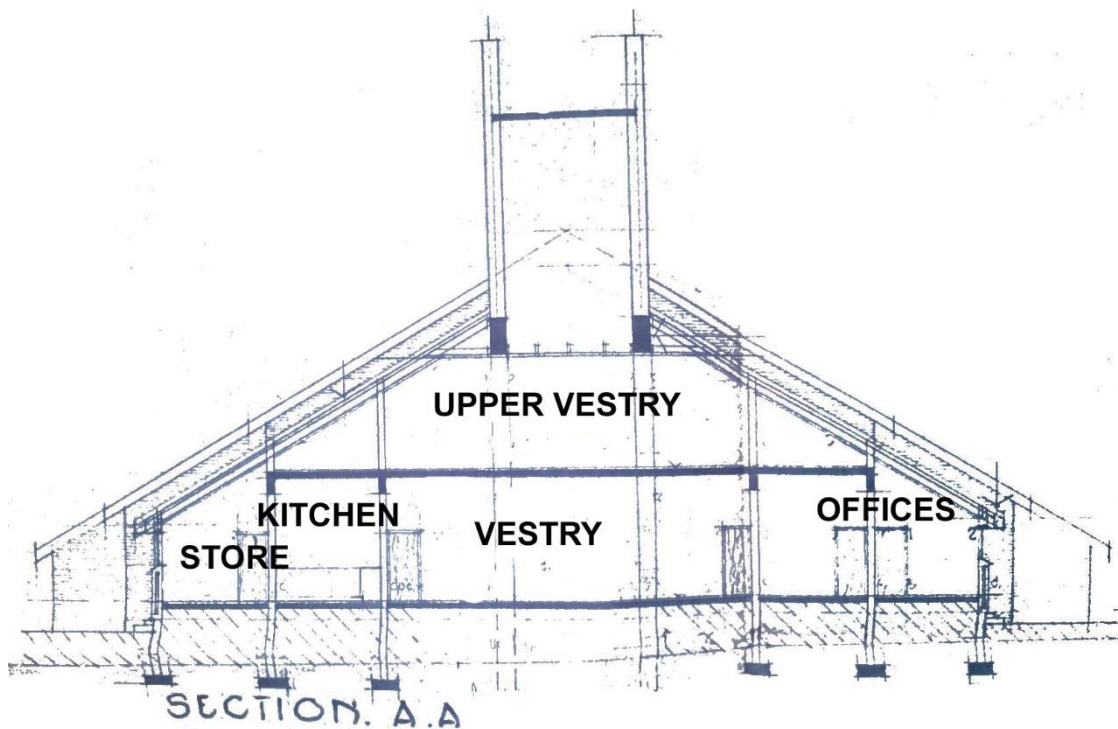 UPPER VESTRY
KITCHEN
OFFICES
VESTRY
STORE
SECTION. A.A